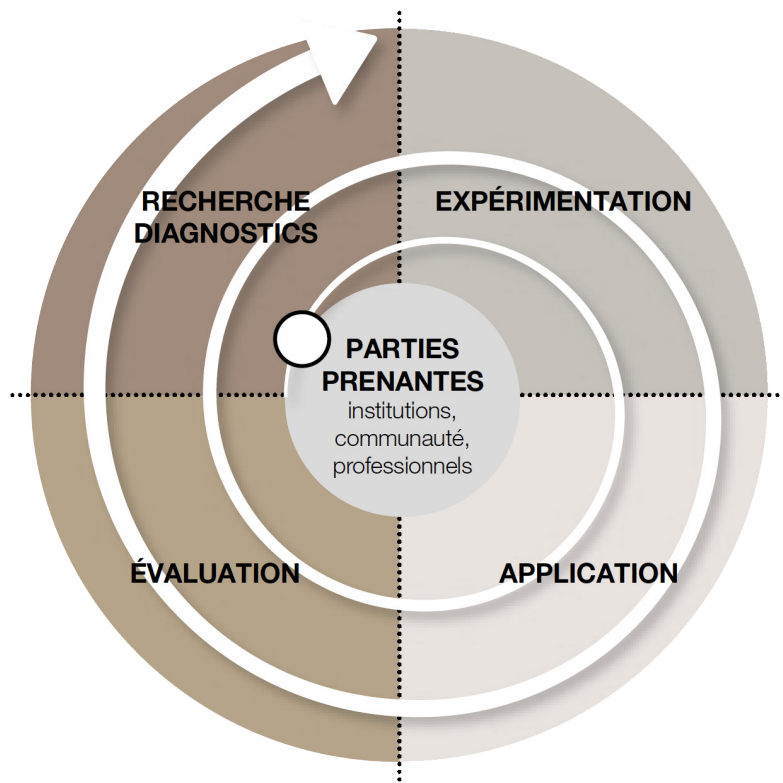 RECHERCHE
DIAGNOSTICS
EXPÉRIMENTATION
PARTIES
PRENANTES
institutions,
communauté,
professionnels
ÉVALUATION
APPLICATION